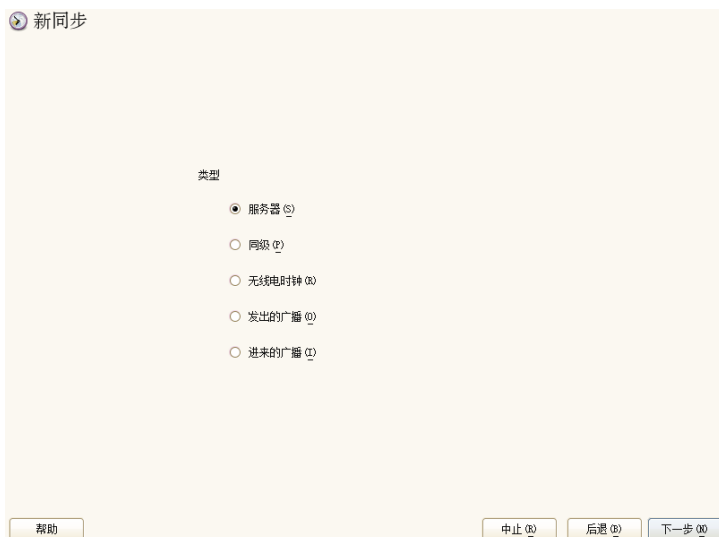 新同步
类型
服务器(S)
同级(P)
无线电时钟(R)
发出的广播(O)
进来的广播(I)
帮助
中止(R)
后退(B)
下一步(N)